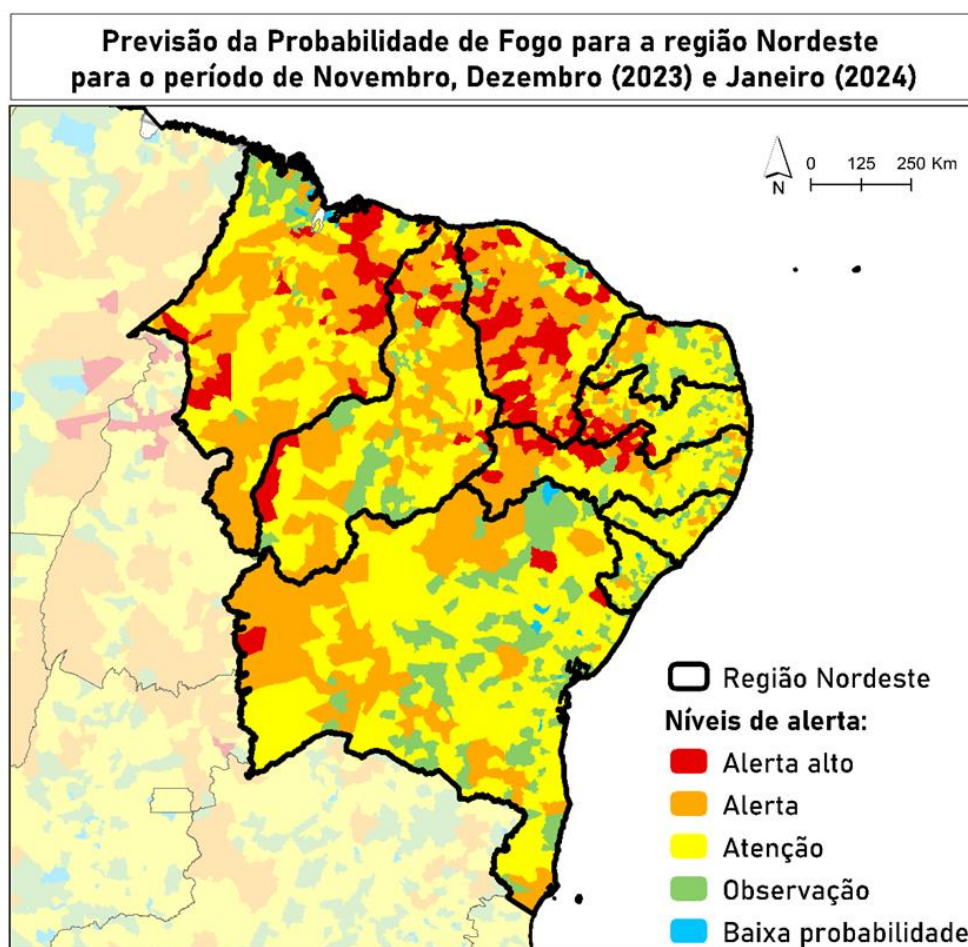 Previsão da Probabilidade de Fogo para a região Nordeste
para o período de Novembro, Dezembro (2023) e Janeiro (2024)
N
0 125 250 Km
Região Nordeste
Níveis de alerta:
Alerta alto
Alerta
Atenção
Observação
Baixa probabilidade